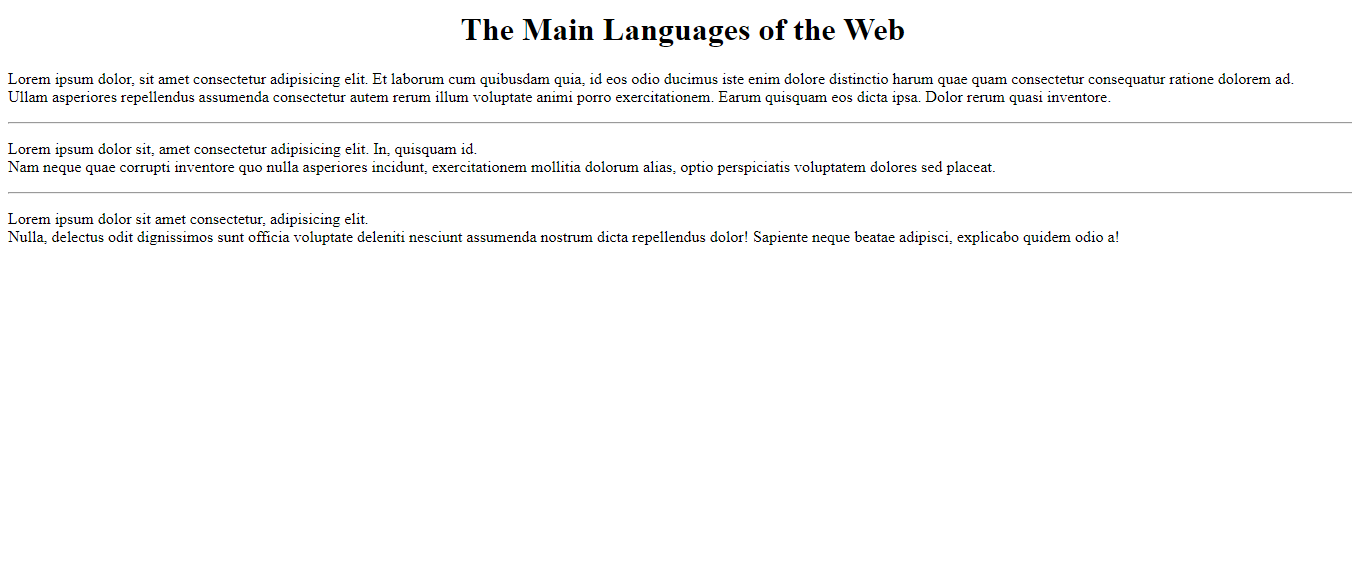 The Main Languages of the Web
Lorem ipsum dolor, sit amet consectetur adipisicing elit. Et laborum cum quibusdam quia, id eos odio ducimus iste enim dolore distinctio harum quae quam consectetur consequatur ratione dolorem ad.
Ullam asperiores repellendus assumenda consectetur autem rerum illum voluptate animi porro exercitationem. Earum quisquam eos dicta ipsa. Dolor rerum quasi inventore.
Lorem ipsum dolor sit, amet consectetur adipisicing elit. In, quisquam id.
Nam neque quae corrupti inventore quo nulla asperiores incidunt, exercitationem mollitia dolorum alias, optio perspiciatis voluptatem dolores sed placeat.
Lorem ipsum dolor sit amet consectetur, adipisicing elit.
Nulla, delectus odit dignissimos sunt officia voluptate deleniti nesciunt assumenda nostrum dicta repellendus dolor! Sapiente neque beatae adipisci, explicabo quidem odio a!